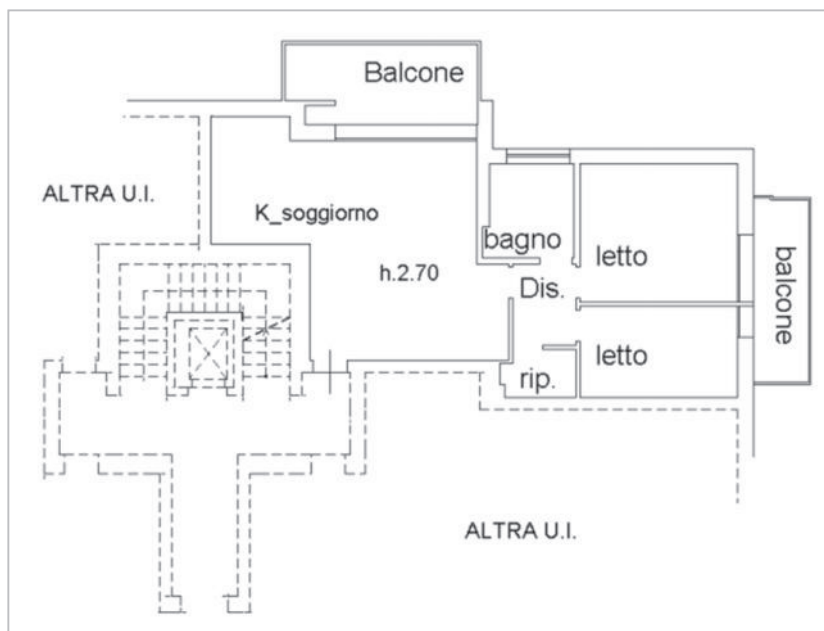 Balcone
ALTRA U.I.
K_soggiorno
bagno
letto
balcone
h.2.70
Dis.
letto
rip.
ALTRA U.I.